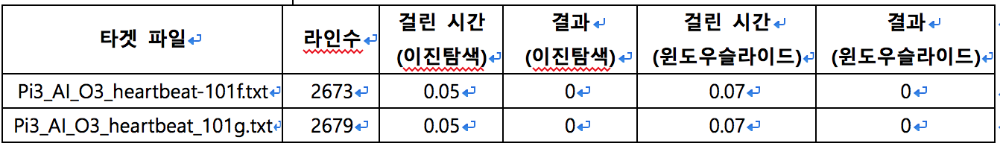 타겟 파일 라인수 걸린 시간 (이진탐색) 결과 (이진탐색) 걸린 시간 (윈도우슬라이드) 결과 (윈도우슬라이드)
Pi3_AI_O3_heartbeat-101f.txt 2673 0.05 0 0.07 0
Pi3_AI_O3_heartbeat_101g.txt 2679 0.05 0 0.07 0